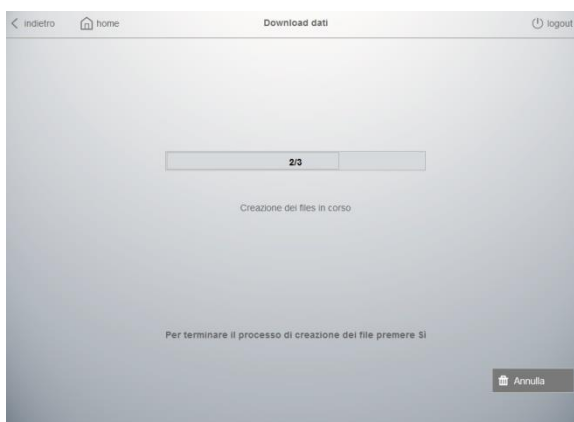 indietro home Download dati logout
2/3
Creazione dei files in corso
Per terminare il processo di creazione dei file premere Sì
Annulla